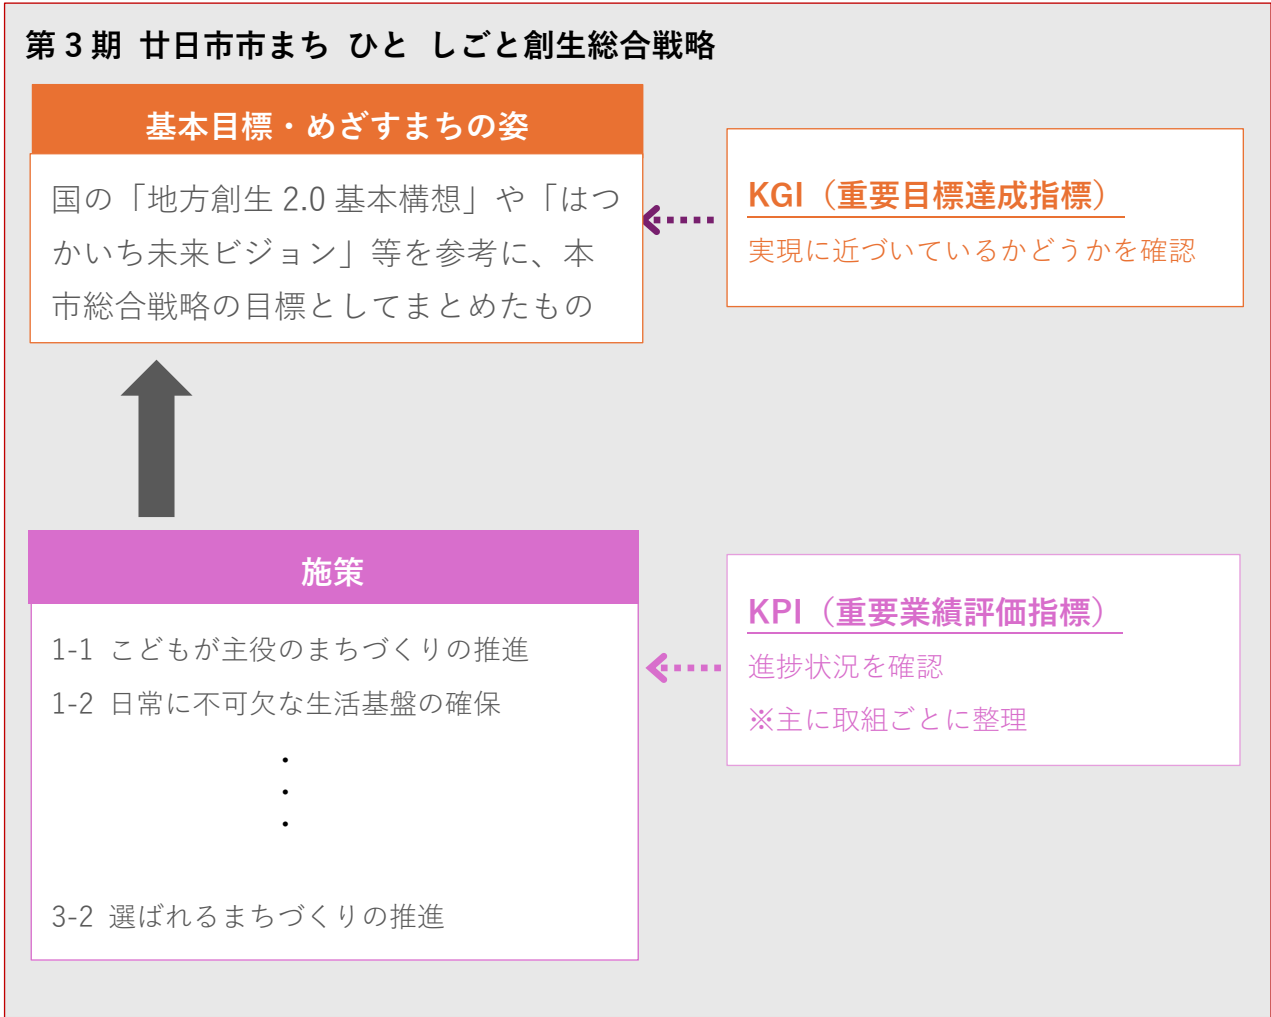 第3期 廿日市市まち ひと しごと創生総合戦略
基本目標・めざすまちの姿
国の「地方創生 2.0 基本構想」や「はつ
かいち未来ビジョン」等を参考に、本
市総合戦略の目標としてまとめたもの
KGI（重要目標達成指標）
実現に近づいているかどうかを確認
施策
1-1 こどもが主役のまちづくりの推進
1-2 日常に不可欠な生活基盤の確保
・
・
・
3-2 選ばれるまちづくりの推進
KPI（重要業績評価指標）
進捗状況を確認
※主に取組ごとに整理